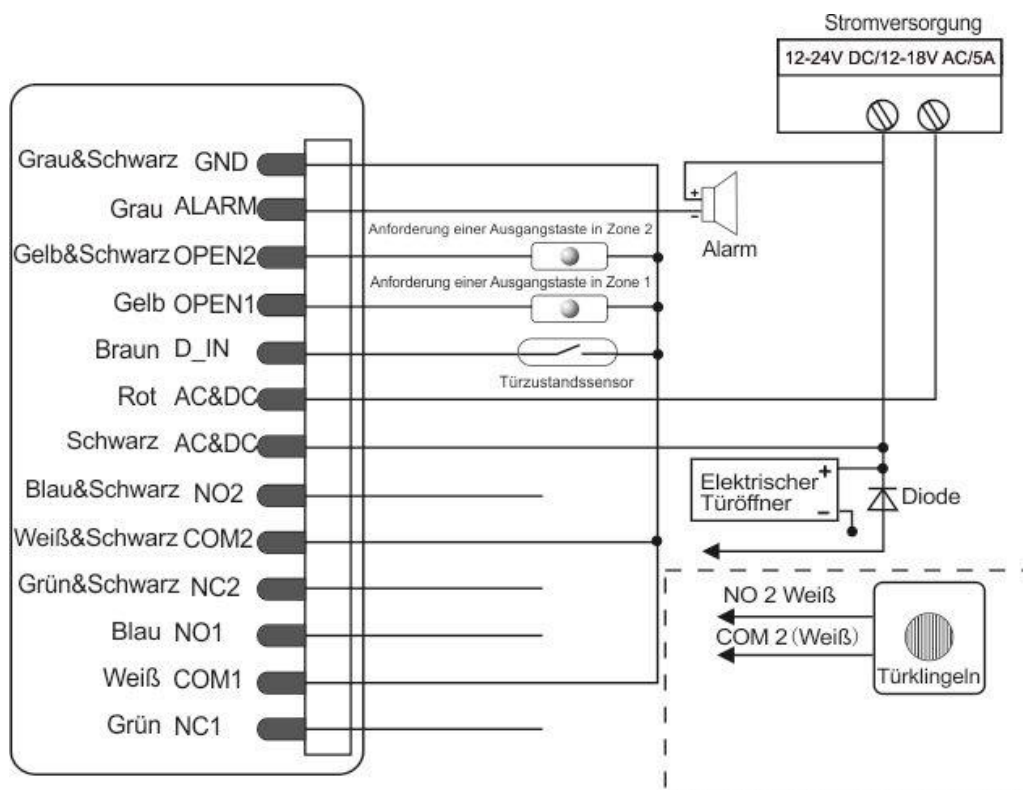 Stromversorgung
12-24V DC/12-18V AC/5A
Grau&Schwarz GND
Grau ALARM
+
-
Alarm
Anforderung einer Ausgangstaste in Zone 2
Gelb&Schwarz OPEN2
Anforderung einer Ausgangstaste in Zone 1
Gelb OPEN1
Braun D_IN
Türzustandssensor
Rot AC&DC
Schwarz AC&DC
Elektrischer +
Türöffner -
Diode
Blau&Schwarz NO2
Weiß&Schwarz COM2
Grün&Schwarz NC2
Blau NO1
Weiß COM1
Grün NC1
NO 2 Weiß
COM 2 (Weiß)
Türklingeln